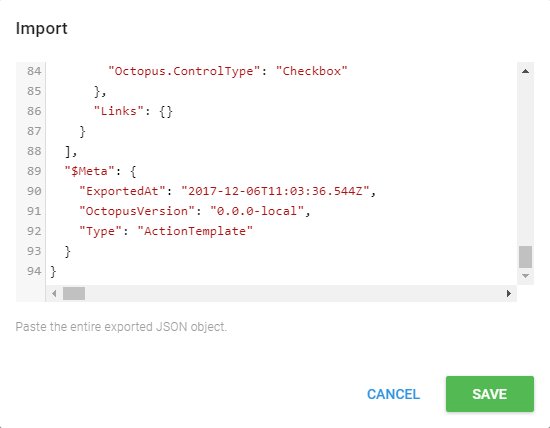 Import
84 "Octopus.ControlType": "Checkbox"
85 },
86 "Links": {}
87 }
88 ],
89 "$Meta": {
90 "ExportedAt": "2017-12-06T11:03:36.544Z",
91 "OctopusVersion": "0.0.0-local",
92 "Type": "ActionTemplate"
93 }
94 }
Paste the entire exported JSON object.
CANCEL SAVE